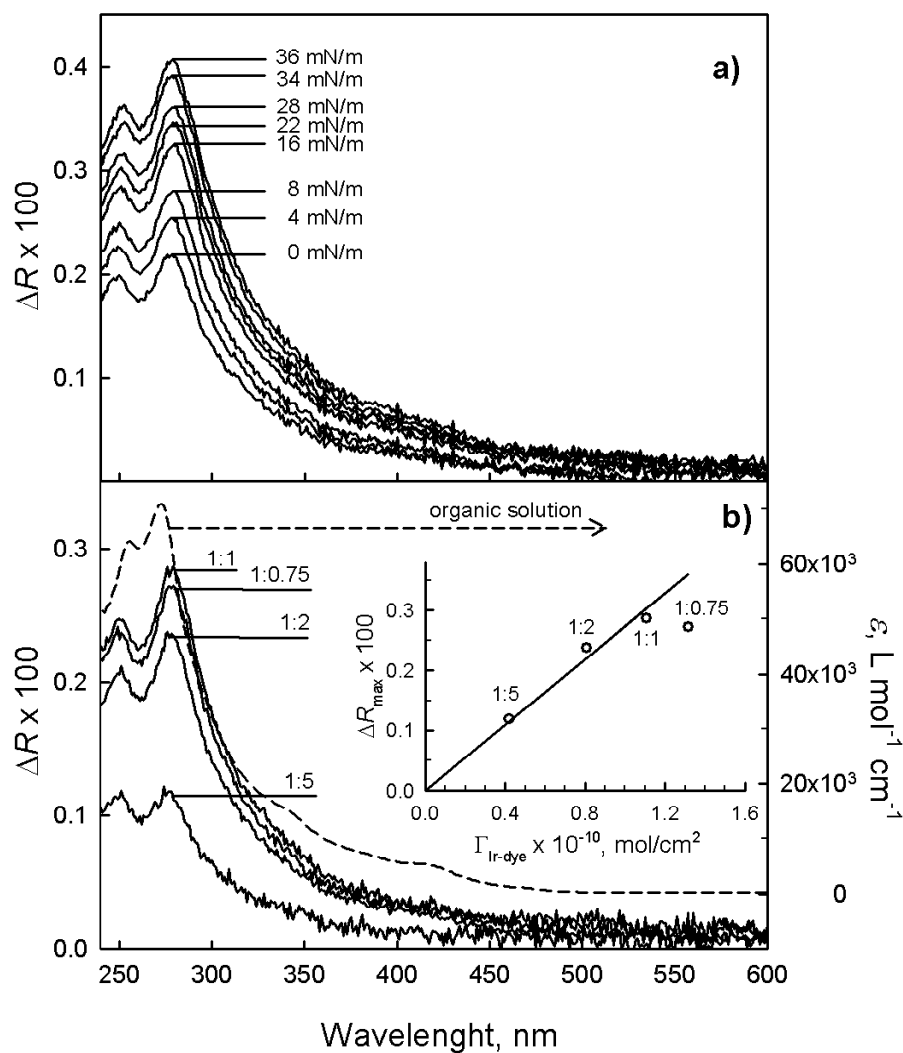 a)
36 mN/m
34 mN/m
28 mN/m
22 mN/m
16 mN/m
8 mN/m
4 mN/m
0 mN/m
0.4
0.3
0.2
0.1
ΔR x 100
b)
organic solution
1:1
1:0.75
1:2
1:5
0.3
0.2
0.1
0.0
ΔR x 100
60x10³
40x10³
20x10³
0
ε, L mol⁻¹ cm⁻¹
0.3
0.2
0.1
0.0
ΔRmax x 100
1:5
1:2
1:1
1:0.75
0.0 0.4 0.8 1.2 1.6
ΓIr-dye x 10⁻¹⁰, mol/cm²
250 300 350 400 450 500 550 600
Wavelenght, nm